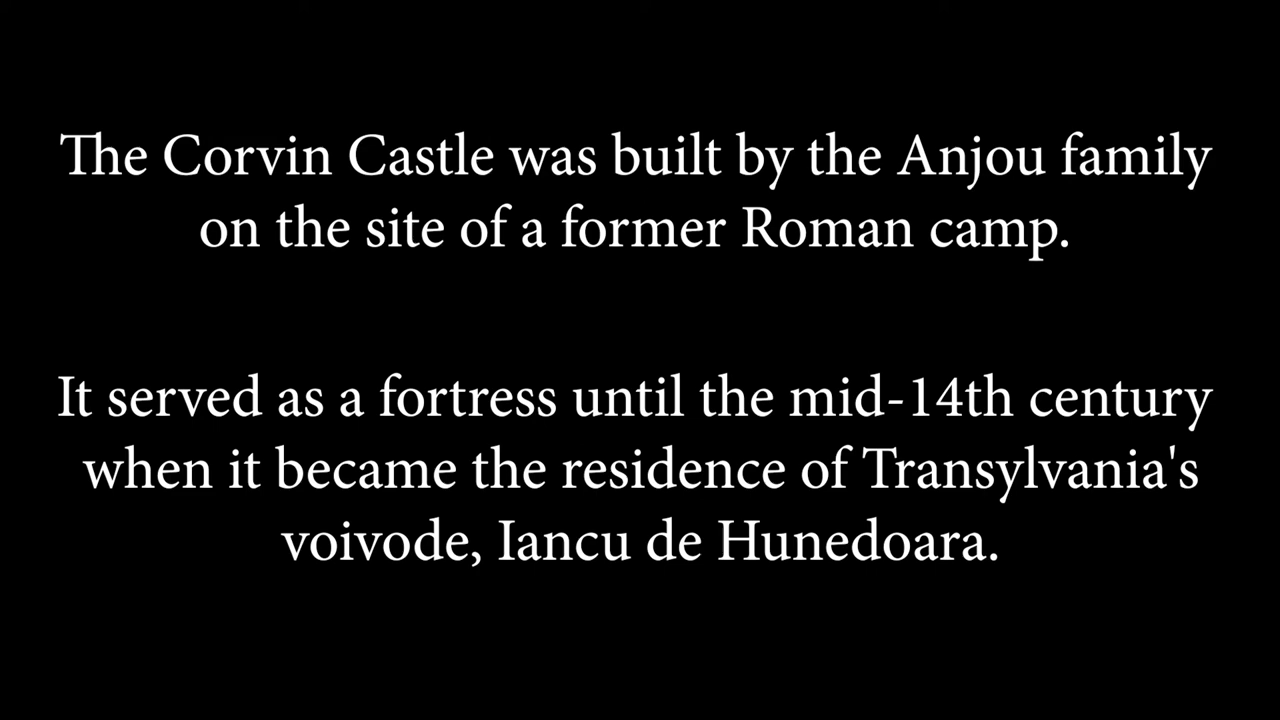 The Corvin Castle was built by the Anjou family
on the site of a former Roman camp.
It served as a fortress until the mid-14th century
when it became the residence of Transylvania's
voivode, Iancu de Hunedoara.